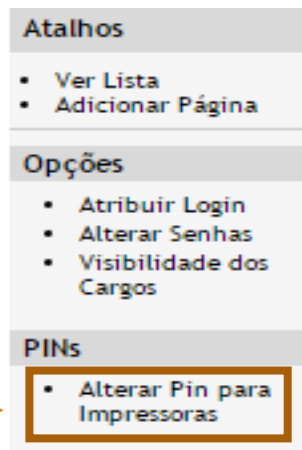 Atalhos
• Ver Lista
• Adicionar Página
Opções
• Atribuir Login
• Alterar Senhas
• Visibilidade dos
Cargos
PINs
• Alterar Pin para
Impressoras